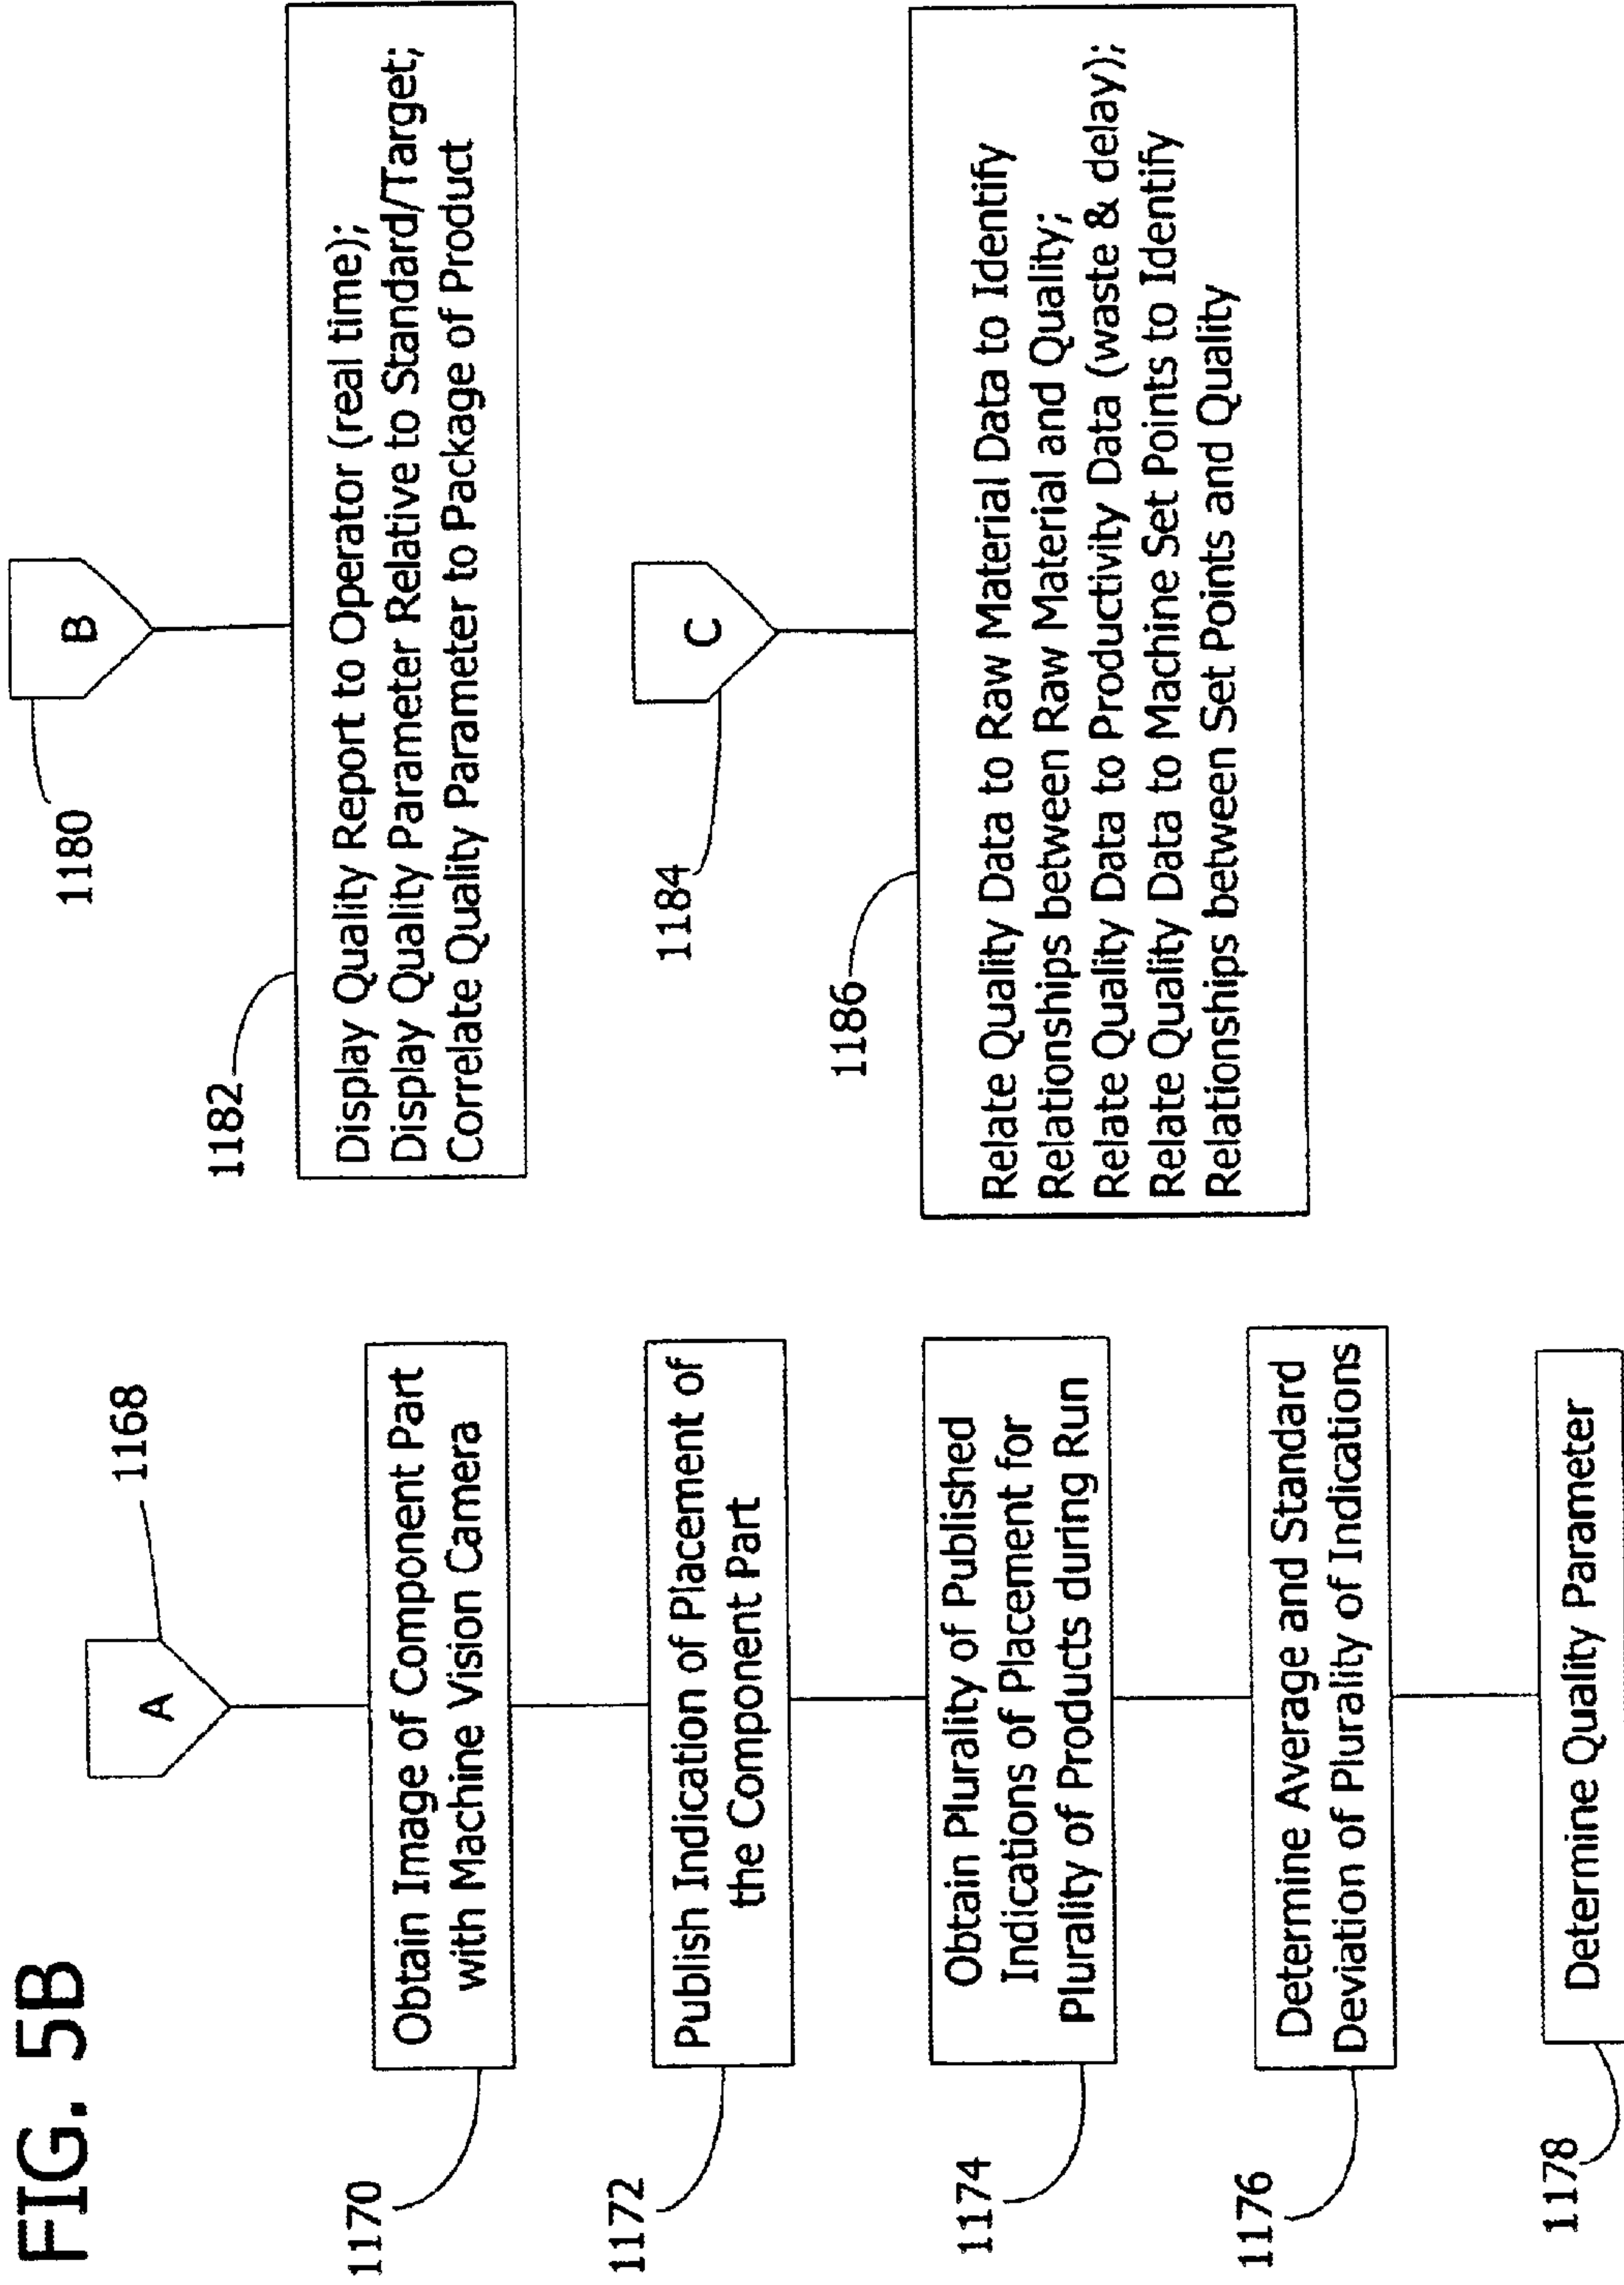 FIG. 5B
A
1168
1170
Obtain Image of Component Part
with Machine Vision Camera
1172
Publish Indication of Placement of
the Component Part
1174
Obtain Plurality of Published
Indications of Placement for
Plurality of Products during Run
1176
Determine Average and Standard
Deviation of Plurality of Indications
1178
Determine Quality Parameter
B
1180
1182
Display Quality Report to Operator (real time);
Display Quality Parameter Relative to Standard/Target;
Correlate Quality Parameter to Package of Product
C
1184
1186
Relate Quality Data to Raw Material Data to Identify
Relationships between Raw Material and Quality;
Relate Quality Data to Productivity Data (waste & delay);
Relate Quality Data to Machine Set Points to Identify
Relationships between Set Points and Quality